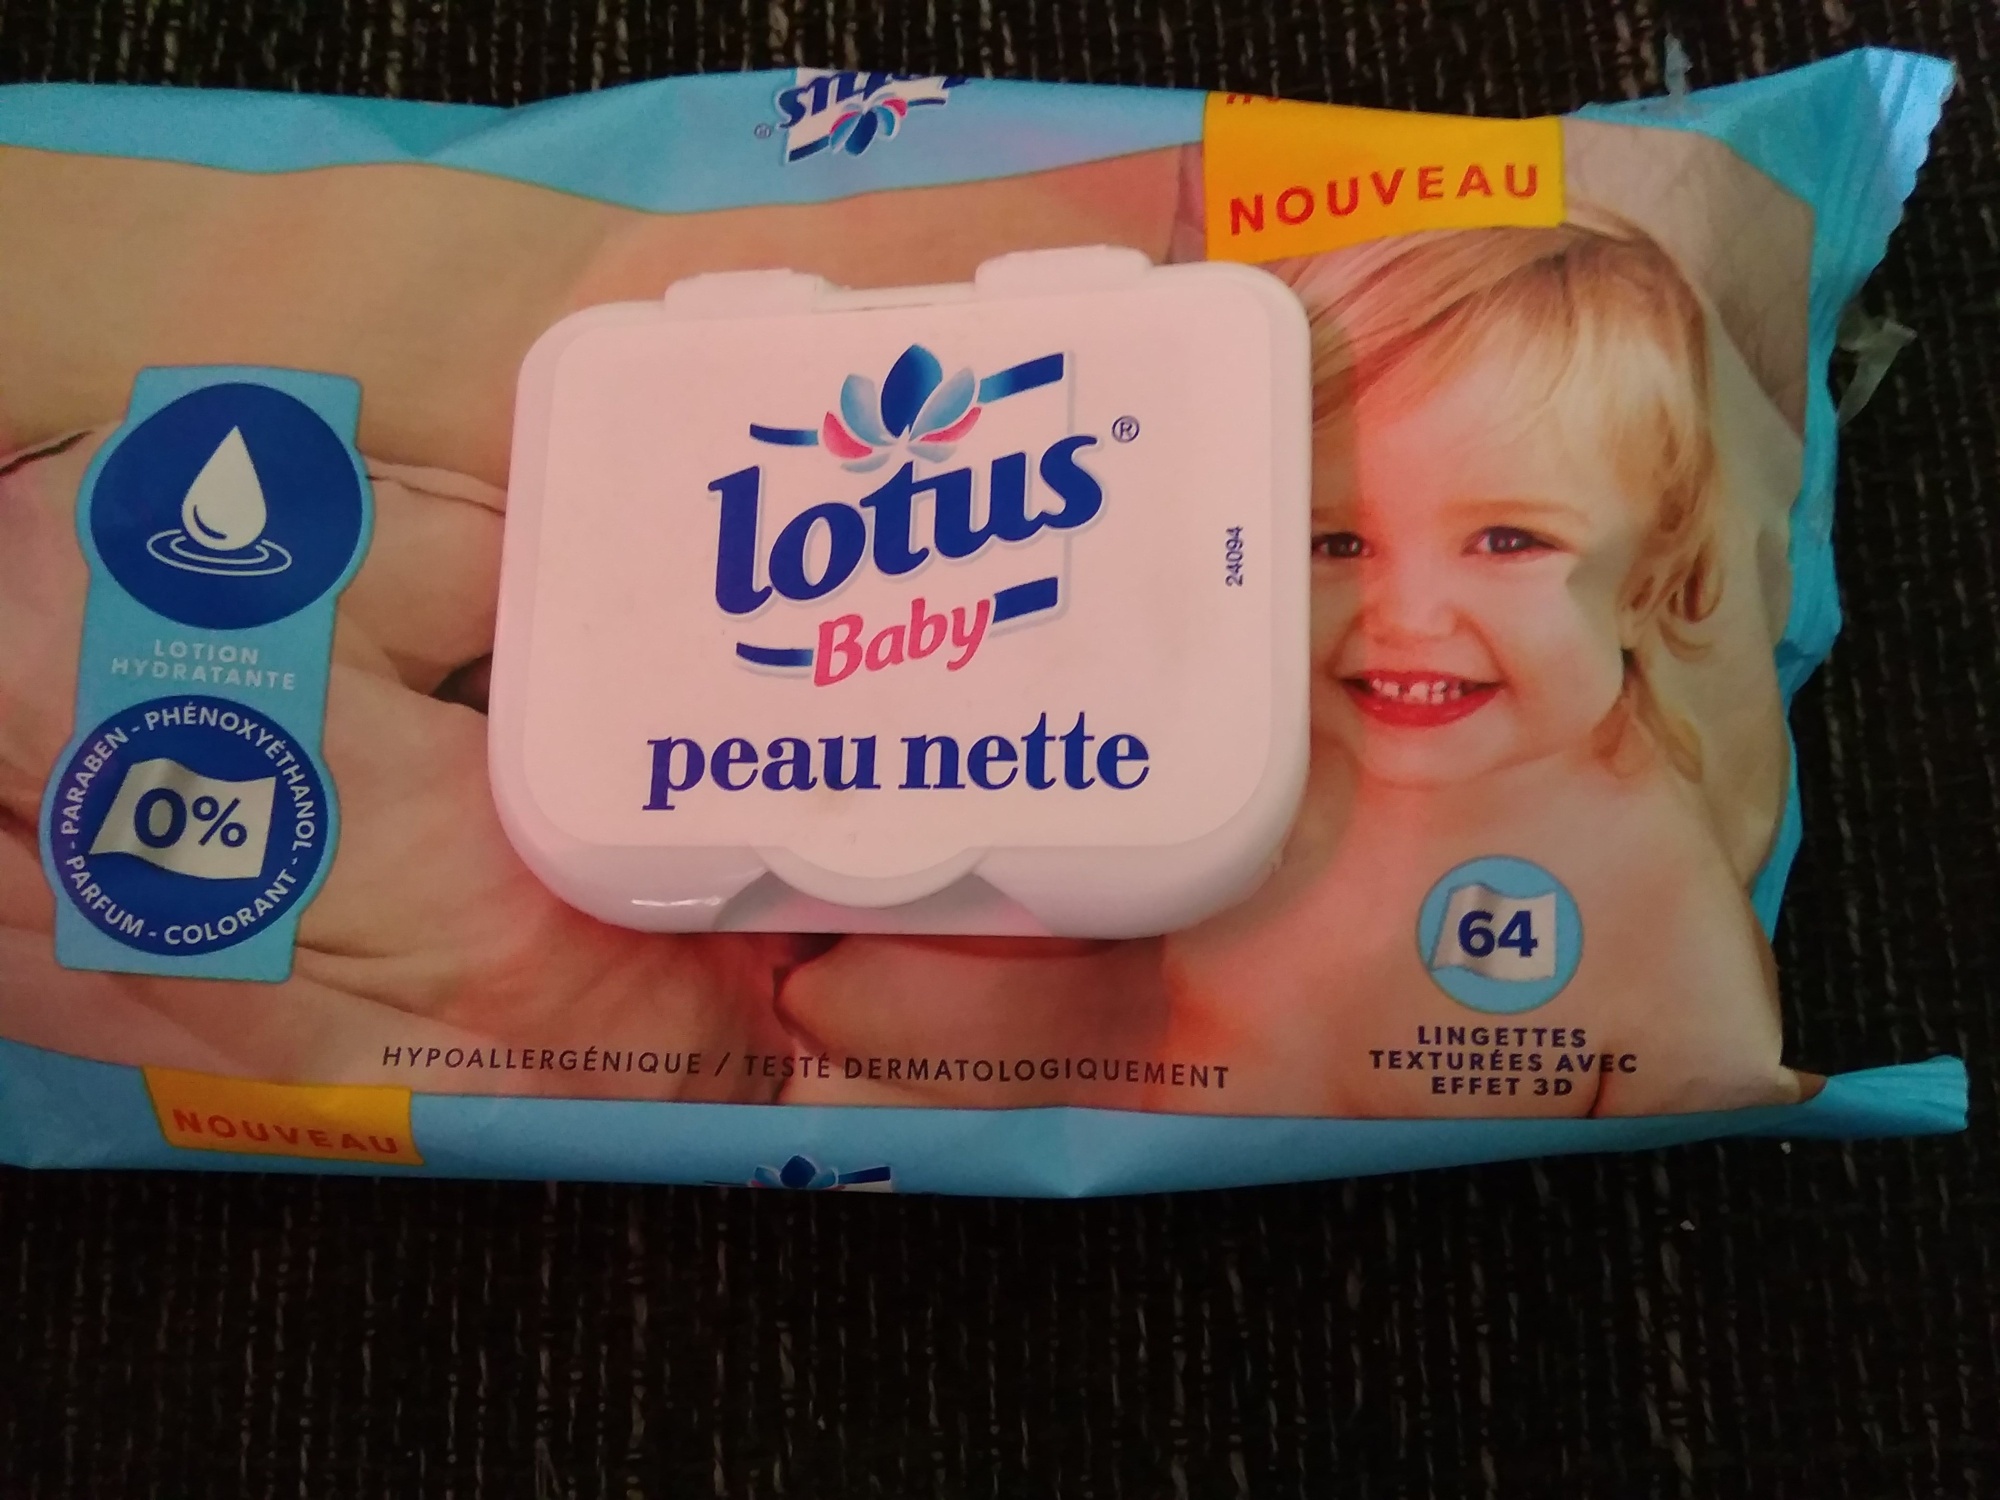 NOUVEAU
lotus®
Baby
peau nette
24094
LOTION
HYDRATANTE
PARABEN - PHÉNOXYÉTHANOL - COLORANT - PARFUM -
0%
64
LINGETTES
TEXTURÉES AVEC
EFFET 3D
HYPOALLERGÉNIQUE / TESTÉ DERMATOLOGIQUEMENT
NOUVEAU